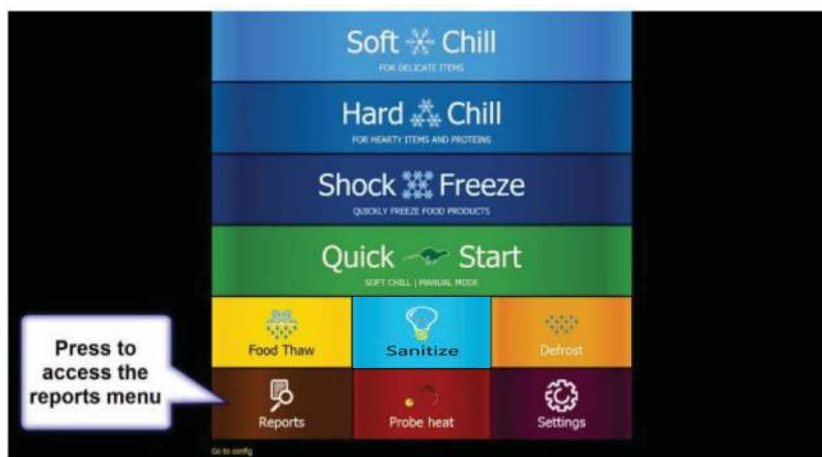 Soft Chill
FOR DELICATE ITEMS
Hard Chill
FOR HEARTY ITEMS AND PROTEINS
Shock Freeze
QUICKLY FREEZE FOOD PRODUCTS
Quick Start
SOFT CHILL | MANUAL MODE
Food Thaw
Sanitize
Defrost
Press to
access the
reports menu
Reports
Probe heat
Settings
Go to config